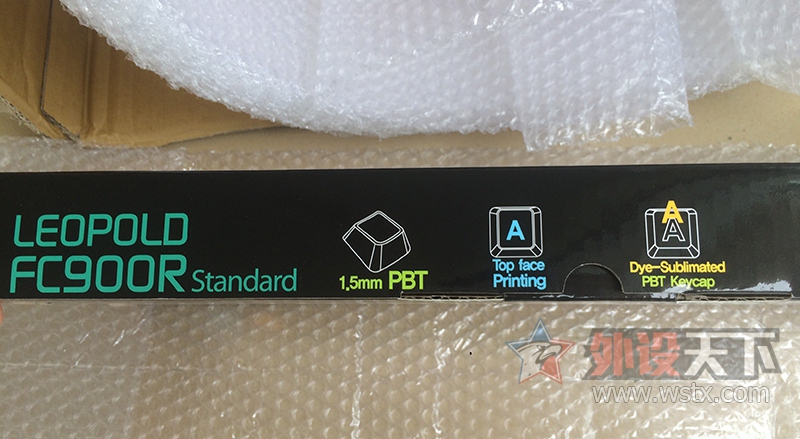 LEOPOLD
FC900R Standard
1.5mm PBT
A
Top face
Printing
A
A
Dye-Sublimated
PBT Keycap
外设天下
www.wstx.com